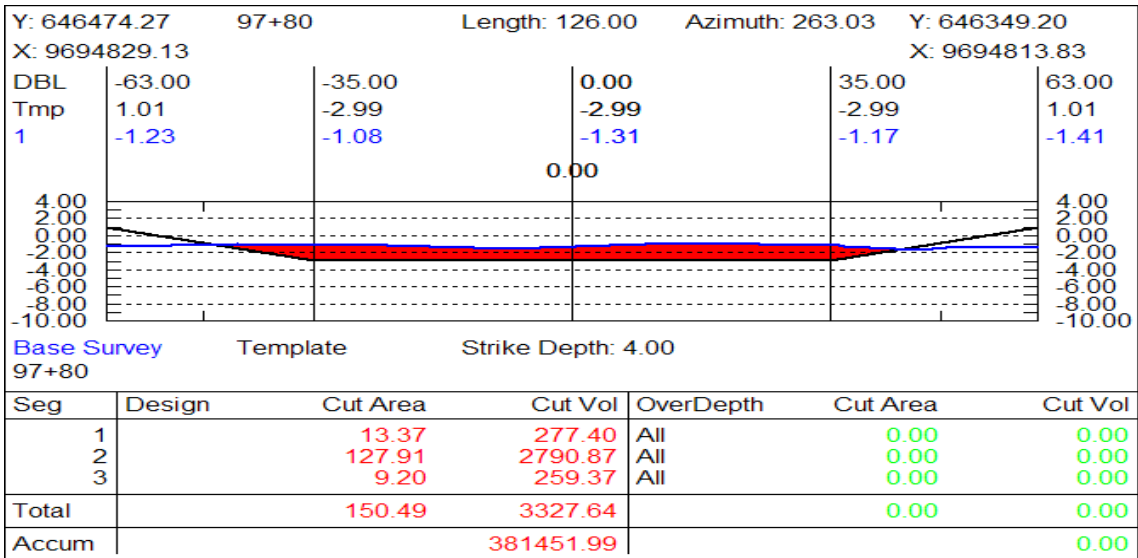 Y: 646474.27 97+80 Length: 126.00 Azimuth: 263.03 Y: 646349.20
X: 9694829.13 X: 9694813.83
DBL -63.00 -35.00 0.00 35.00 63.00
Tmp 1.01 -2.99 -2.99 -2.99 1.01
1 -1.23 -1.08 -1.31 -1.17 -1.41
0.00
4.00 4.00
2.00 2.00
0.00 0.00
-2.00 -2.00
-4.00 -4.00
-6.00 -6.00
-8.00 -8.00
-10.00 -10.00
Base Survey Template Strike Depth: 4.00
97+80
Seg Design Cut Area Cut Vol OverDepth Cut Area Cut Vol
1 13.37 277.40 All 0.00 0.00
2 127.91 2790.87 All 0.00 0.00
3 9.20 259.37 All 0.00 0.00
Total 150.49 3327.64 0.00 0.00
Accum 381451.99 0.00